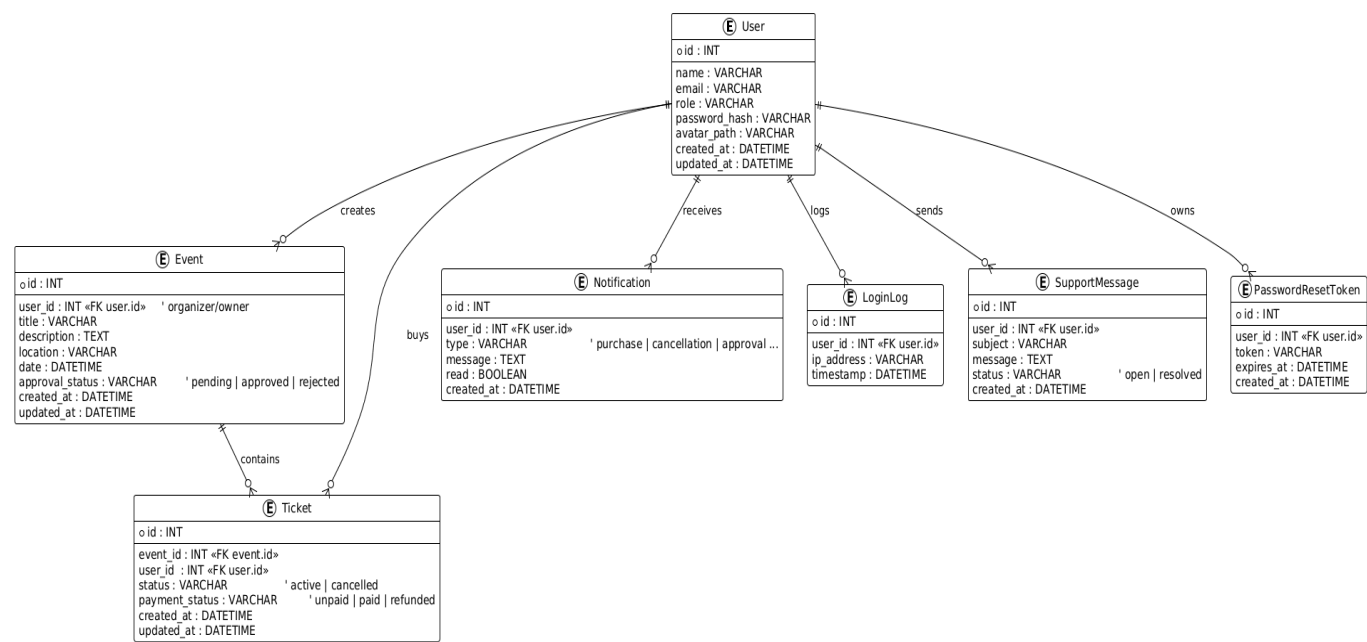 E User
id : INT
name : VARCHAR
email : VARCHAR
role : VARCHAR
password_hash : VARCHAR
avatar_path : VARCHAR
created_at : DATETIME
updated_at : DATETIME
creates
receives
logs
sends
owns
E Event
id : INT
user_id : INT «FK user.id» ' organizer/owner
title : VARCHAR
description : TEXT
location : VARCHAR
date : DATETIME
approval_status : VARCHAR ' pending | approved | rejected
created_at : DATETIME
updated_at : DATETIME
buys
E Notification
id : INT
user_id : INT «FK user.id»
type : VARCHAR ' purchase | cancellation | approval ...
message : TEXT
read : BOOLEAN
created_at : DATETIME
E LoginLog
id : INT
user_id : INT «FK user.id»
ip_address : VARCHAR
timestamp : DATETIME
E SupportMessage
id : INT
user_id : INT «FK user.id»
subject : VARCHAR
message : TEXT
status : VARCHAR ' open | resolved
created_at : DATETIME
E PasswordResetToken
id : INT
user_id : INT «FK user.id»
token : VARCHAR
expires_at : DATETIME
created_at : DATETIME
contains
E Ticket
id : INT
event_id : INT «FK event.id»
user_id : INT «FK user.id»
status : VARCHAR ' active | cancelled
payment_status : VARCHAR ' unpaid | paid | refunded
created_at : DATETIME
updated_at : DATETIME